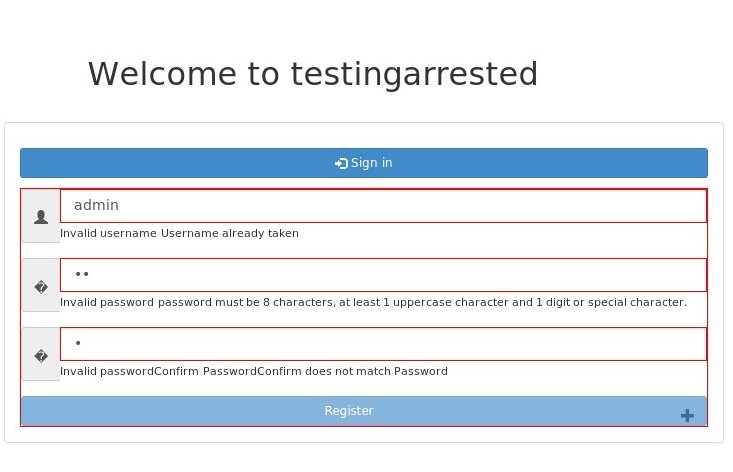 Welcome to testingarrested
Sign in
admin
Invalid username Username already taken
••
Invalid password password must be 8 characters, at least 1 uppercase character and 1 digit or special character.
•
Invalid passwordConfirm PasswordConfirm does not match Password
Register